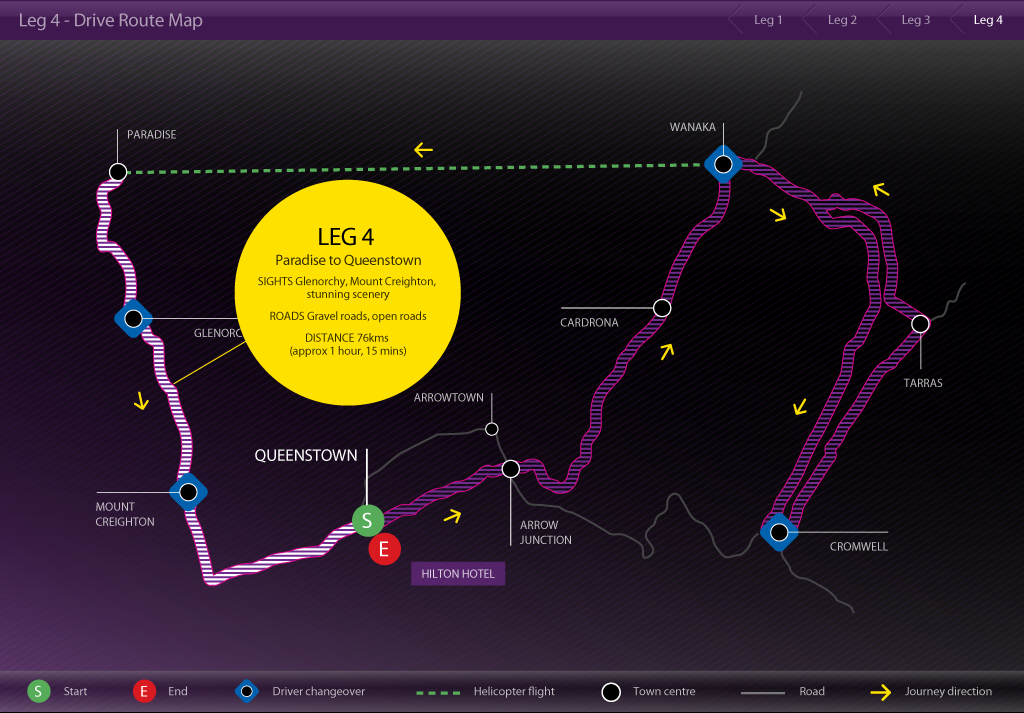 Leg 4 - Drive Route Map
Leg 1
Leg 2
Leg 3
Leg 4
PARADISE
WANAKA
LEG 4
Paradise to Queenstown
SIGHTS Glenorchy, Mount Creighton,
stunning scenery
ROADS Gravel roads, open roads
DISTANCE 76kms
(approx 1 hour, 15 mins)
GLENORC
CARDRONA
TARRAS
ARROWTOWN
QUEENSTOWN
MOUNT
CREIGHTON
S
E
ARROW
JUNCTION
CROMWELL
HILTON HOTEL
S
Start
E
End
Driver changeover
Helicopter flight
Town centre
Road
Journey direction